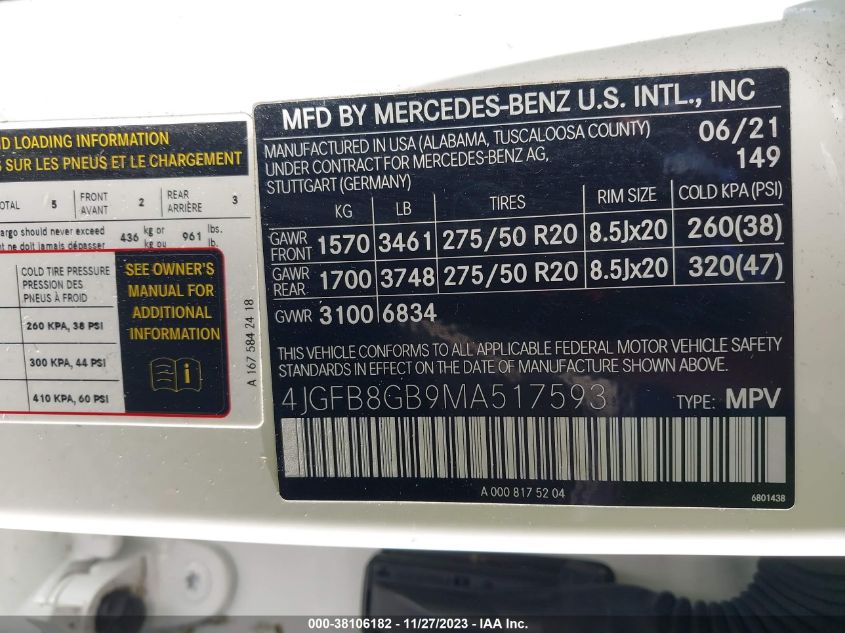 ND LOADING INFORMATION
S SUR LES PNEUS ET LE CHARGEMENT
OTAL 5 FRONT AVANT 2 REAR ARRIÈRE 3
argo should never exceed 436 kg or 961 lbs.
nt ne doit jamais dépasser kg ou lb.
COLD TIRE PRESSURE
PRESSION DES
PNEUS À FROID
260 KPA, 38 PSI
300 KPA, 44 PSI
410 KPA, 60 PSI
SEE OWNER'S
MANUAL FOR
ADDITIONAL
INFORMATION
A 167 584 24 18
MFD BY MERCEDES-BENZ U.S. INTL., INC
MANUFACTURED IN USA (ALABAMA, TUSCALOOSA COUNTY) 06/21
UNDER CONTRACT FOR MERCEDES-BENZ AG, 149
STUTTGART (GERMANY)
KG LB TIRES RIM SIZE COLD KPA (PSI)
GAWR FRONT 1570 3461 275/50 R20 8.5Jx20 260(38)
GAWR REAR 1700 3748 275/50 R20 8.5Jx20 320(47)
GVWR 3100 6834
THIS VEHICLE CONFORMS TO ALL APPLICABLE FEDERAL MOTOR VEHICLE SAFETY
STANDARDS IN EFFECT ON THE DATE OF MANUFACTURE SHOWN ABOVE.
4JGFB8GB9MA517593 TYPE: MPV
A 000 817 52 04
6801438
000-38106182 - 11/27/2023 - IAA Inc.